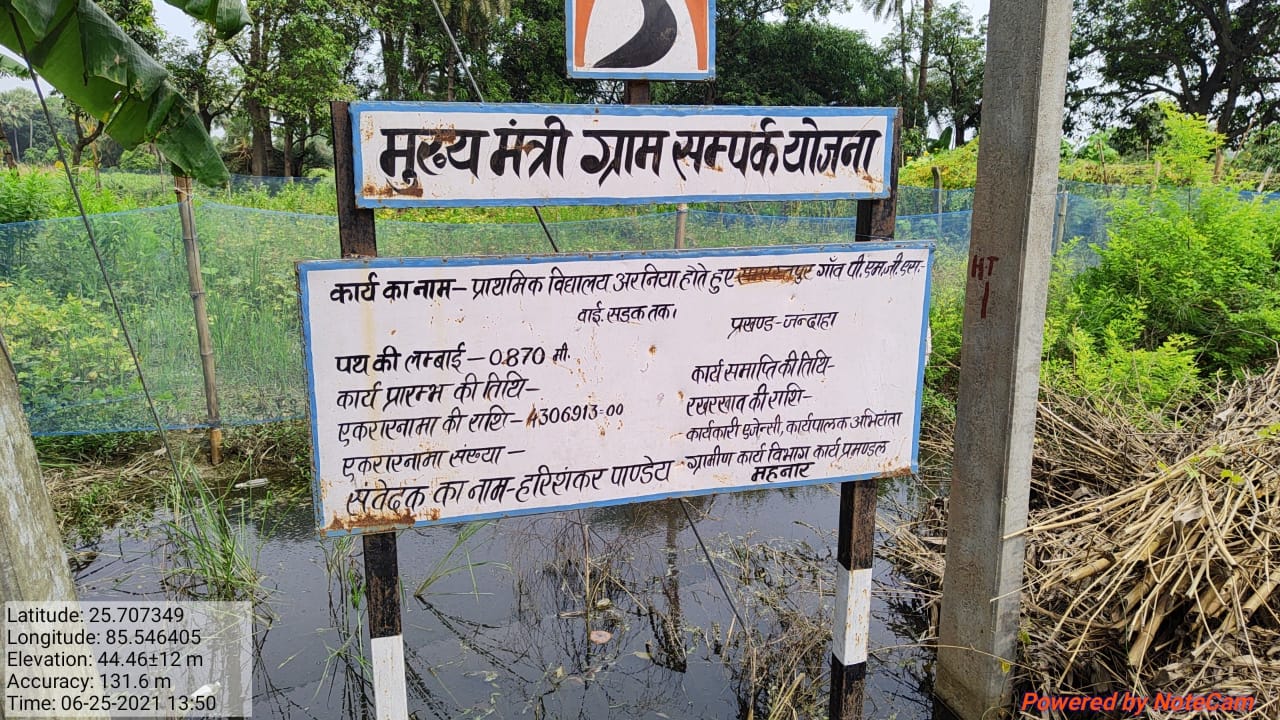 मुख्य मंत्री ग्राम सम्पर्क योजना
कार्य का नाम- प्राथमिक विद्यालय अरनिया होते हुए पुर गाँव पी.एम.जी.एस.-
वाई. सड़क तक।
प्रखण्ड-जन्दाहा
पथ की लम्बाई - 0.870 मी.
कार्य प्रारम्भ की तिथि-
एकरारनामा की राशि- 4306913=00
एकरारनामा संख्या -
संवेदक का नाम-हरिशंकर पाण्डेय
कार्य समाप्ति की तिथि-
रखरखाव की राशि-
कार्यकारी एजेन्सी, कार्यपालक अभियंता
ग्रामीण कार्य विभाग कार्य प्रमण्डल
महनार
HT
1
Latitude: 25.707349
Longitude: 85.546405
Elevation: 44.46±12 m
Accuracy: 131.6 m
Time: 06-25-2021 13:50
Powered by NoteCam